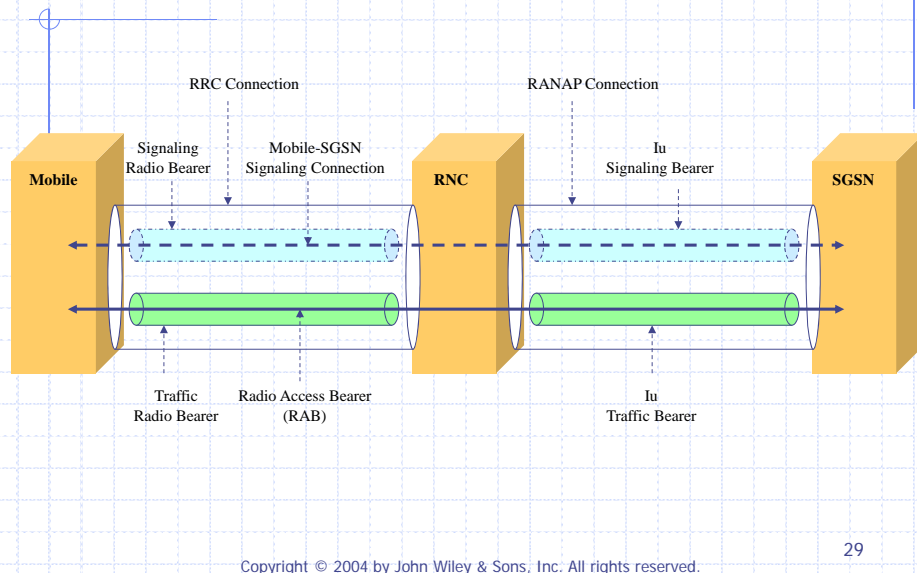 RRC Connection
RANAP Connection
Signaling
Radio Bearer
Mobile-SGSN
Signaling Connection
Iu
Signaling Bearer
Mobile
RNC
SGSN
Traffic
Radio Bearer
Radio Access Bearer
(RAB)
Iu
Traffic Bearer
29
Copyright © 2004 by John Wiley & Sons, Inc. All rights reserved.